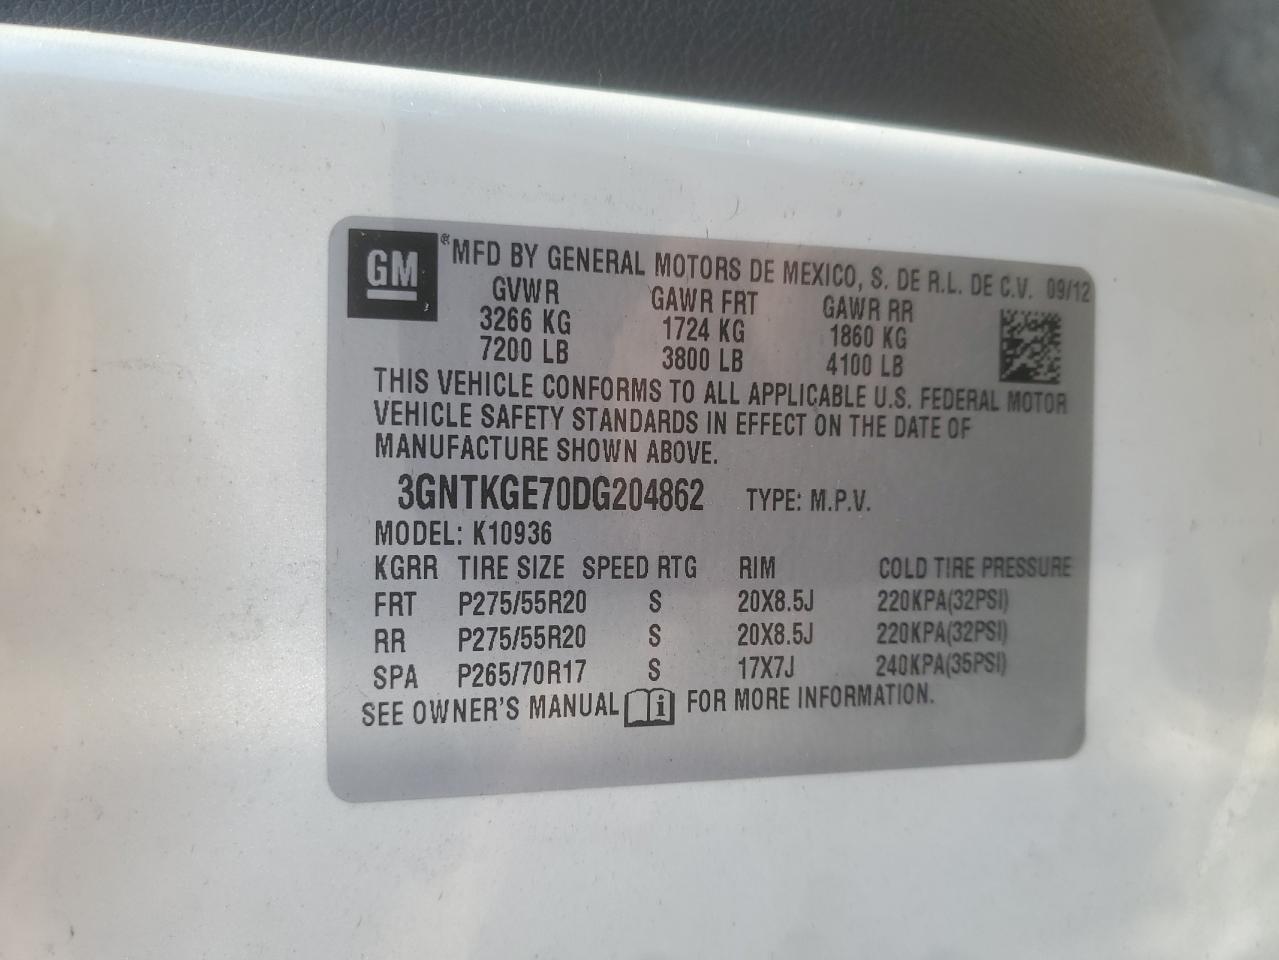 GM ® MFD BY GENERAL MOTORS DE MEXICO, S. DE R.L. DE C.V. 09/12
GVWR GAWR FRT GAWR RR
3266 KG 1724 KG 1860 KG
7200 LB 3800 LB 4100 LB
THIS VEHICLE CONFORMS TO ALL APPLICABLE U.S. FEDERAL MOTOR
VEHICLE SAFETY STANDARDS IN EFFECT ON THE DATE OF
MANUFACTURE SHOWN ABOVE.
3GNTKGE70DG204862 TYPE: M.P.V.
MODEL: K10936
KGRR TIRE SIZE SPEED RTG RIM COLD TIRE PRESSURE
FRT P275/55R20 S 20X8.5J 220KPA(32PSI)
RR P275/55R20 S 20X8.5J 220KPA(32PSI)
SPA P265/70R17 S 17X7J 240KPA(35PSI)
SEE OWNER'S MANUAL i FOR MORE INFORMATION.